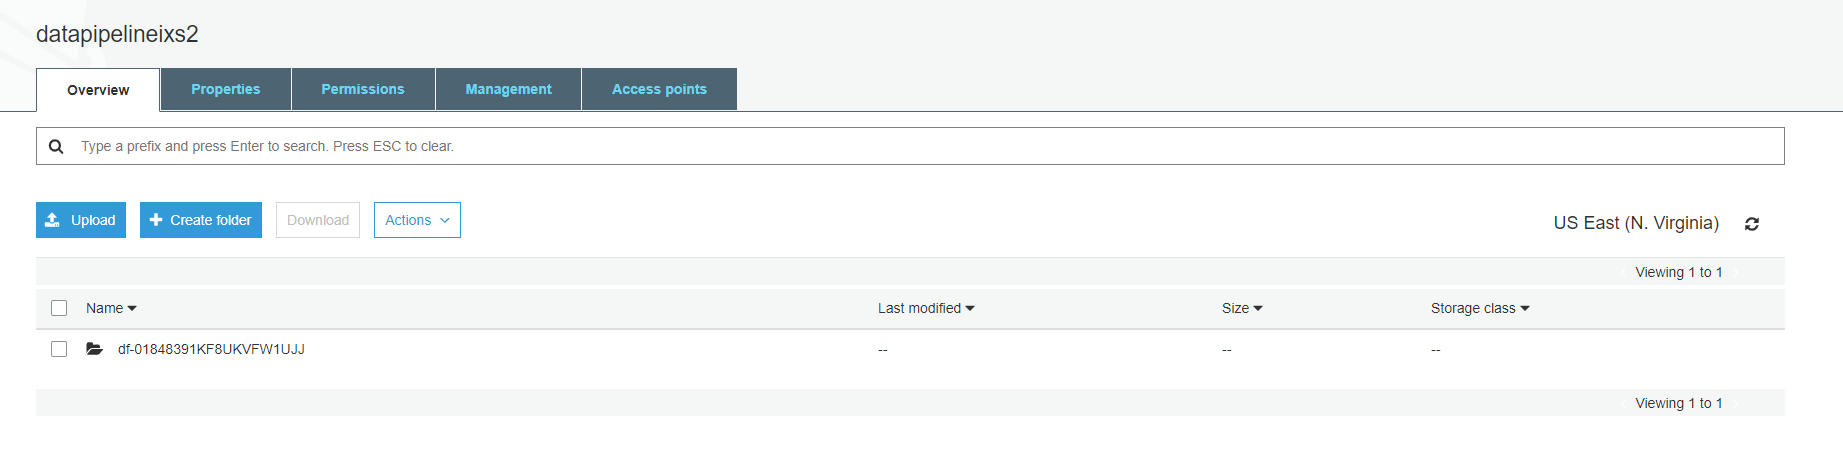 datapipelineixs2
Overview Properties Permissions Management Access points
Type a prefix and press Enter to search. Press ESC to clear.
Upload Create folder Download Actions US East (N. Virginia)
Viewing 1 to 1
Name Last modified Size Storage class
df-01848391KF8UKVFW1UJJ -- -- --
Viewing 1 to 1